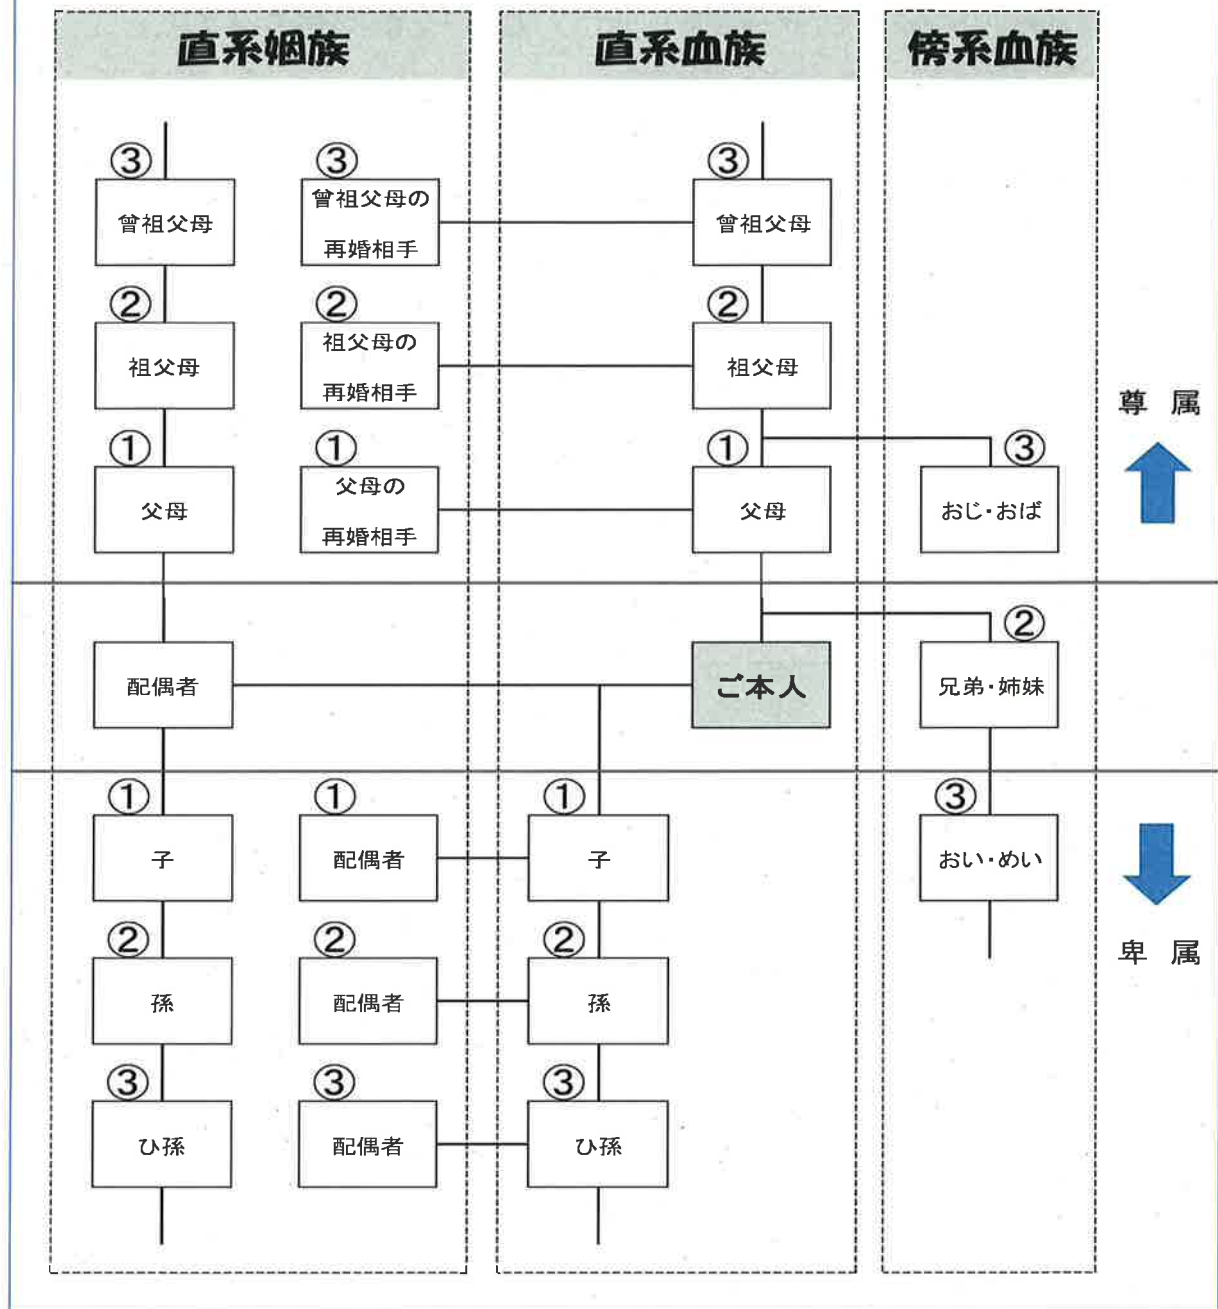 直系姻族
直系血族
傍系血族
③
③
③
曾祖父母
曾祖父母の
再婚相手
曾祖父母
②
②
②
祖父母
祖父母の
再婚相手
祖父母
尊 属
①
①
①
③
父母
父母の
再婚相手
父母
おじ・おば
②
配偶者
ご本人
兄弟・姉妹
①
①
①
③
子
配偶者
子
おい・めい
②
②
②
卑 属
孫
配偶者
孫
③
③
③
ひ孫
配偶者
ひ孫